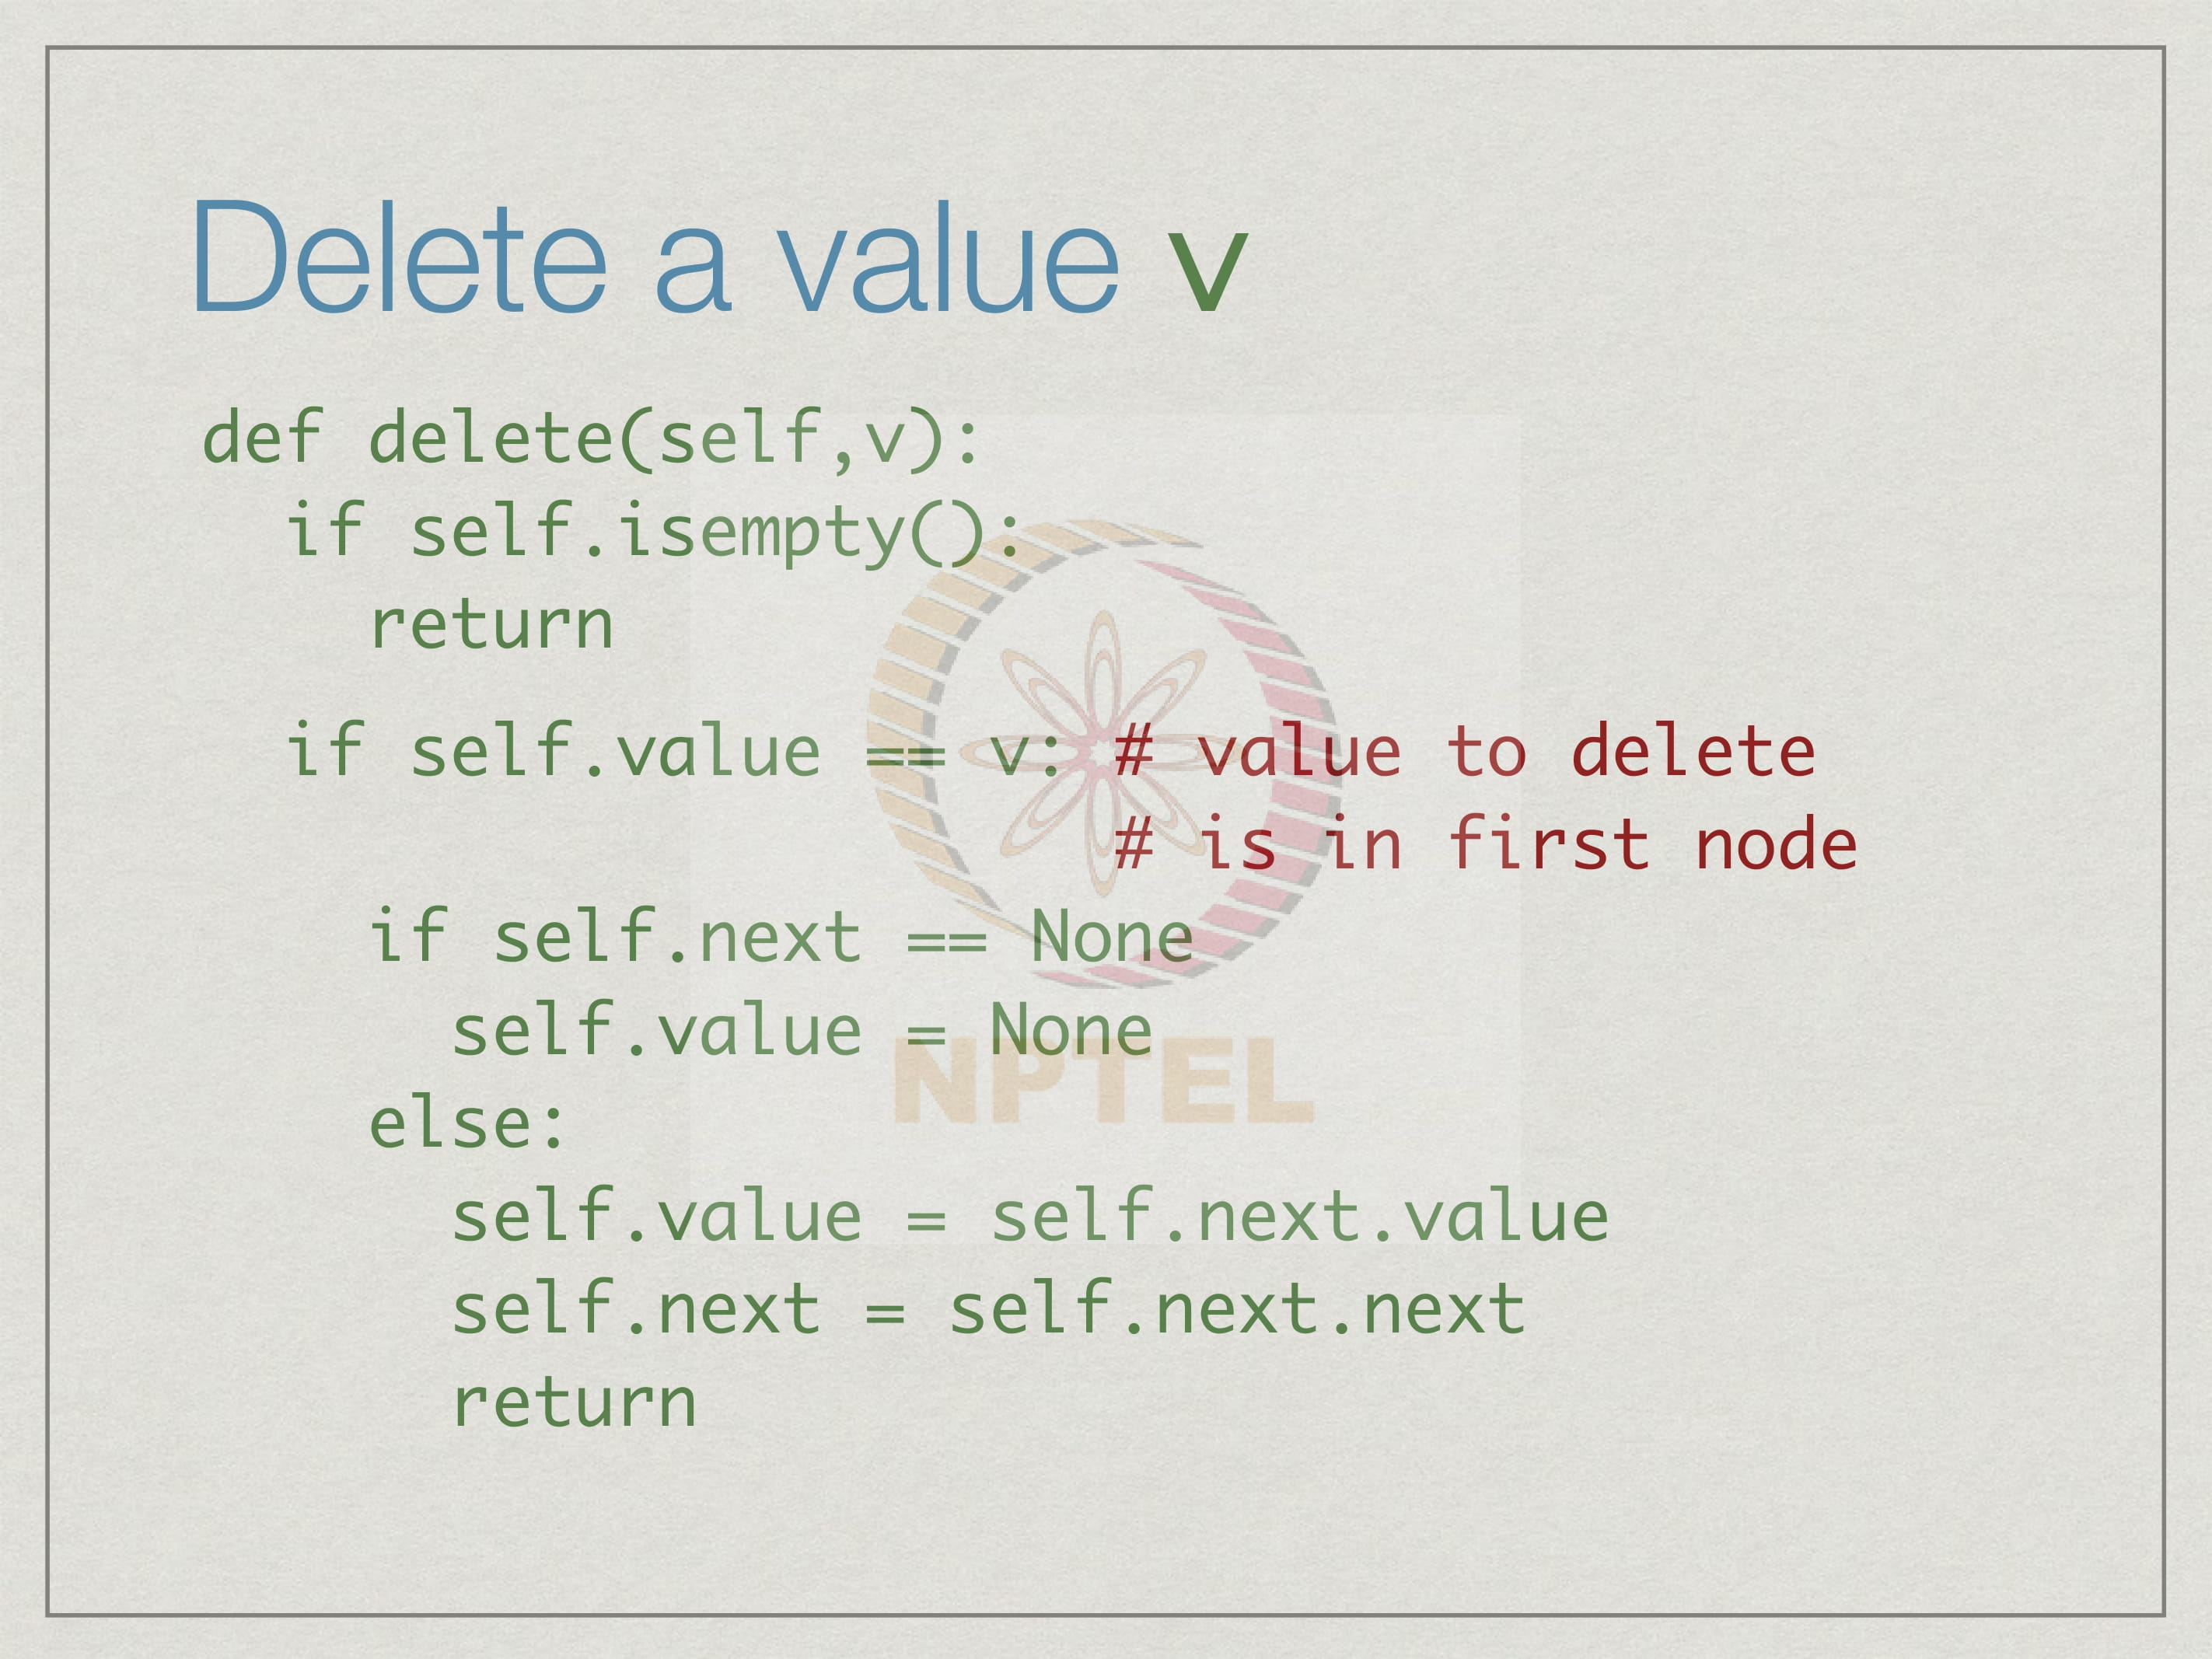 Delete a value v
def delete(self,v):
  if self.isempty():
    return
  if self.value == v: # value to delete
                      # is in first node
    if self.next == None
      self.value = None
    else:
      self.value = self.next.value
      self.next = self.next.next
      return
NPTEL